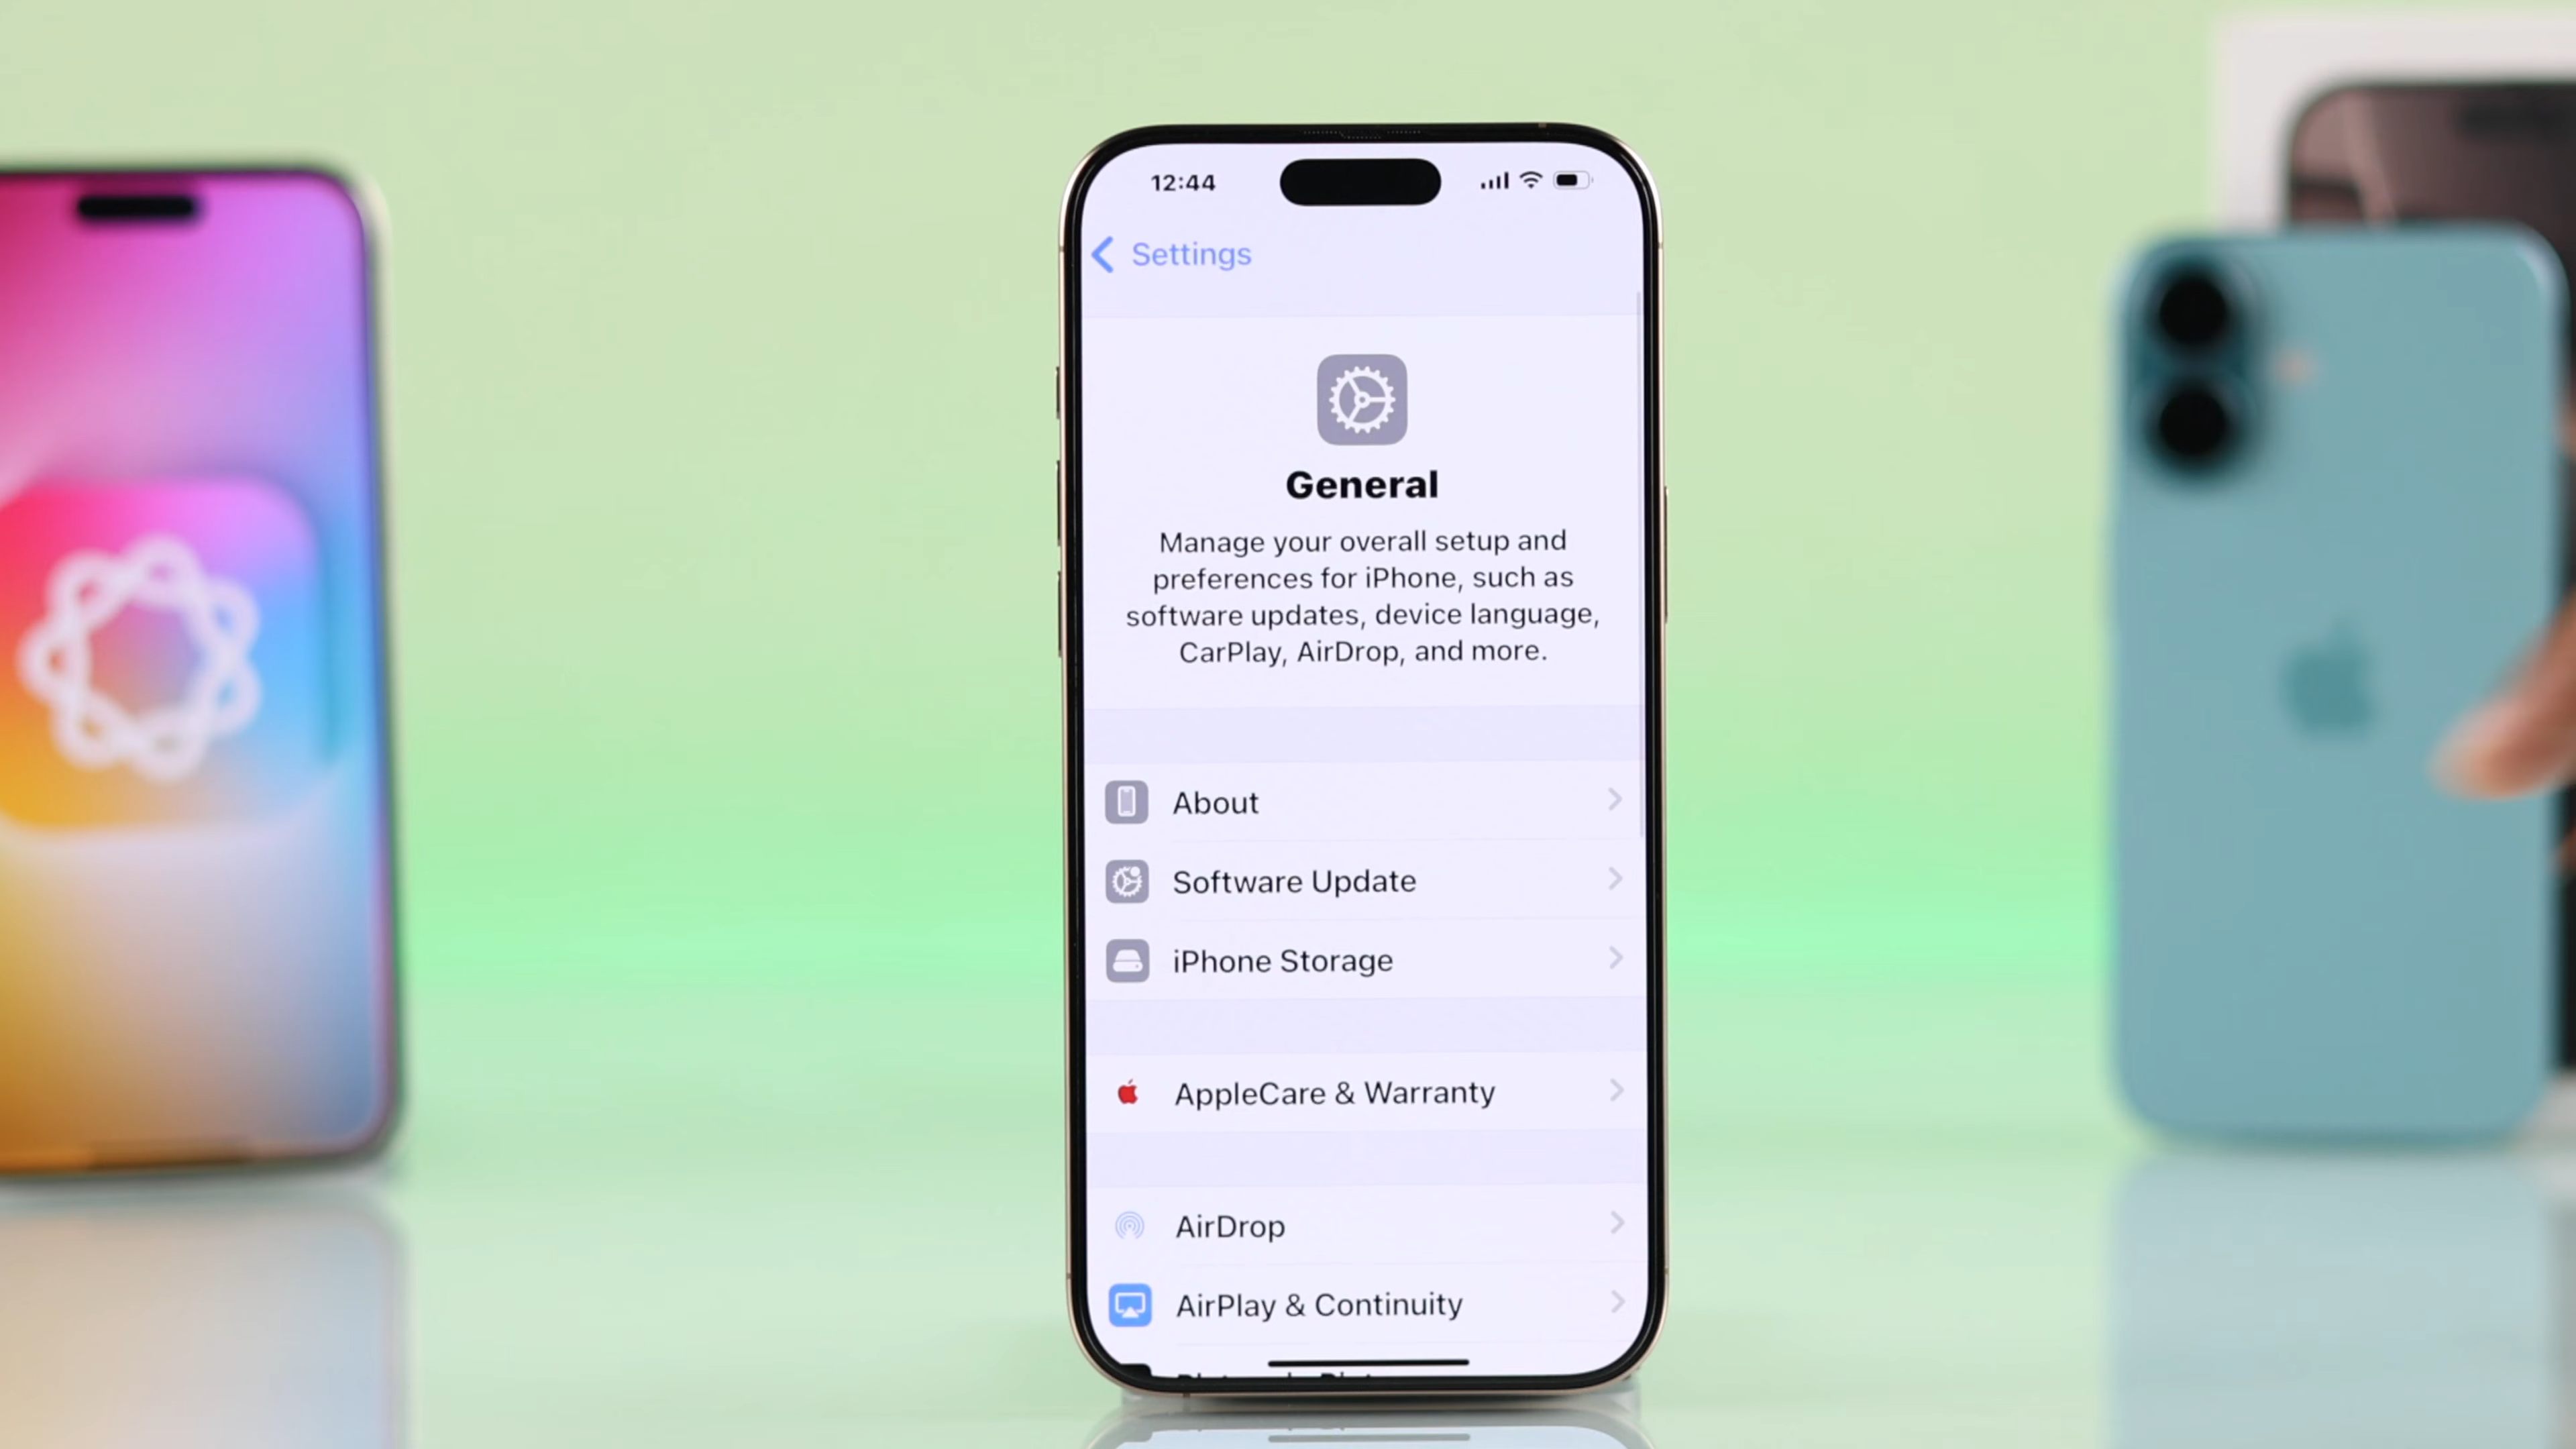 12:44
Settings
General
Manage your overall setup and
preferences for iPhone, such as
software updates, device language,
CarPlay, AirDrop, and more.
About
Software Update
iPhone Storage
AppleCare & Warranty
AirDrop
AirPlay & Continuity